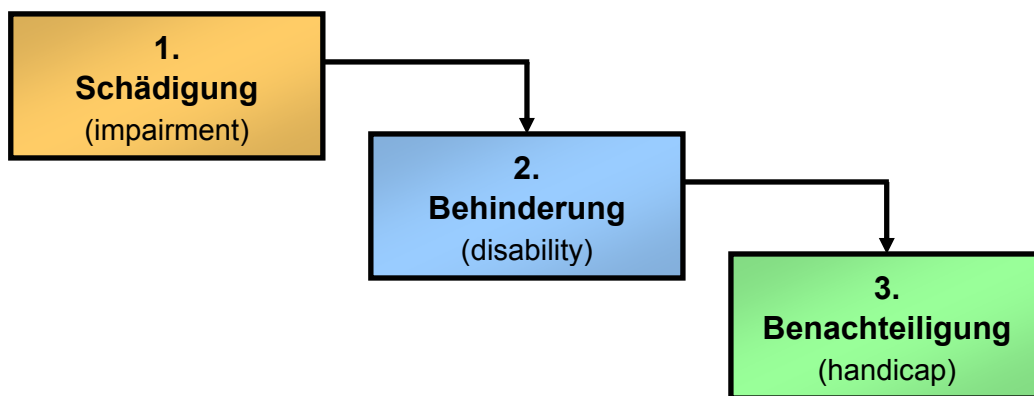 1.
Schädigung
(impairment)
2.
Behinderung
(disability)
3.
Benachteiligung
(handicap)